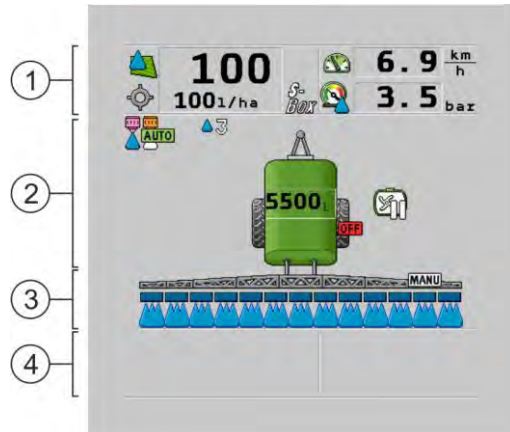 1
100
6.9 km/h
100 l/ha
S-Box
3.5 bar
2
AUTO
3
5500 l
OFF
3
MANU
4